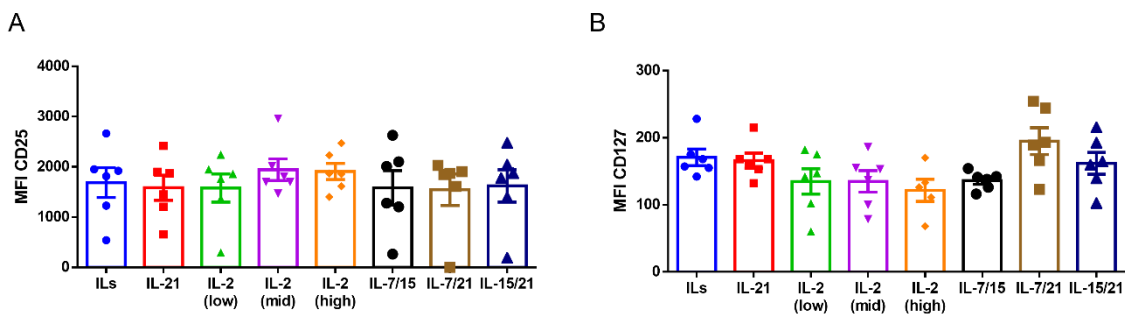 A
MFI CD25
4000
3000
2000
1000
0
ILs IL-21 IL-2 IL-2 IL-2 IL-7/15 IL-7/21 IL-15/21
(low) (mid) (high)
B
MFI CD127
300
200
100
0
ILs IL-21 IL-2 IL-2 IL-2 IL-7/15 IL-7/21 IL-15/21
(low) (mid) (high)